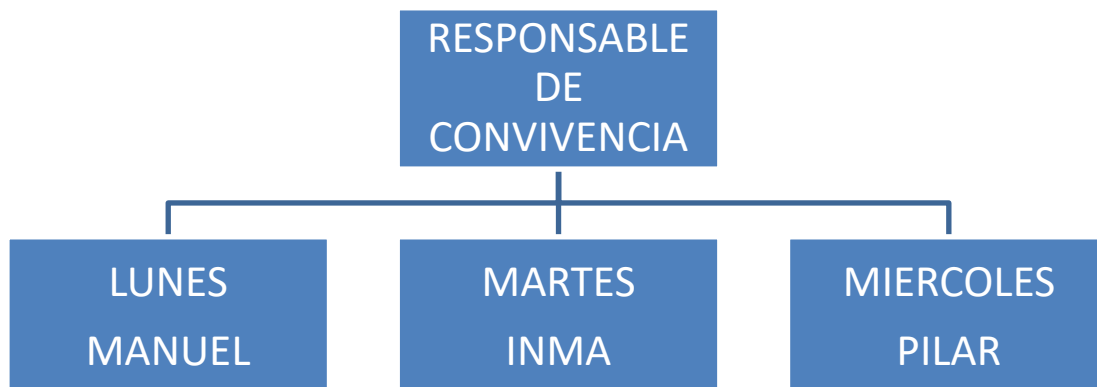 RESPONSABLE
DE
CONVIVENCIA
LUNES
MANUEL
MARTES
INMA
MIERCOLES
PILAR